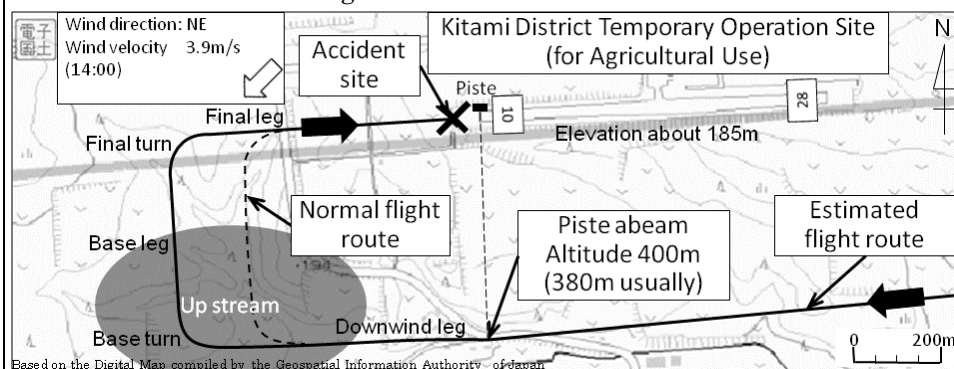 電子
国土
Wind direction: NE
Wind velocity 3.9m/s
(14:00)
Accident
site
Kitami District Temporary Operation Site
(for Agricultural Use)
N
Piste
10
28
Final leg
Final turn
Elevation about 185m
Normal flight
route
Piste abeam
Altitude 400m
(380m usually)
Estimated
flight route
Base leg
Up stream
Base turn
Downwind leg
0 200m
Based on the Digital Map compiled by the Geospatial Information Authority of Japan